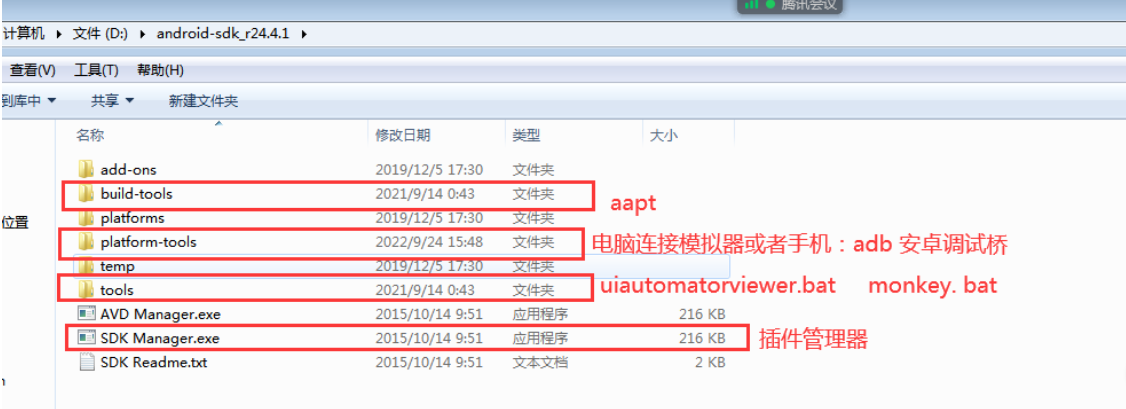 腾讯会议
计算机 ▸ 文件 (D:) ▸ android-sdk_r24.4.1 ▸
查看(V) 工具(T) 帮助(H)
到库中 共享 新建文件夹
名称 修改日期 类型 大小
add-ons 2019/12/5 17:30 文件夹
build-tools 2021/9/14 0:43 文件夹 aapt
位置 platforms 2019/12/5 17:30 文件夹
platform-tools 2022/9/24 15:48 文件夹 电脑连接模拟器或者手机：adb 安卓调试桥
temp 2019/12/5 17:30 文件夹
tools 2021/9/14 0:43 文件夹 uiautomatorviewer.bat monkey. bat
AVD Manager.exe 2015/10/14 9:51 应用程序 216 KB
SDK Manager.exe 2015/10/14 9:51 应用程序 216 KB 插件管理器
SDK Readme.txt 2015/10/14 9:51 文本文档 2 KB